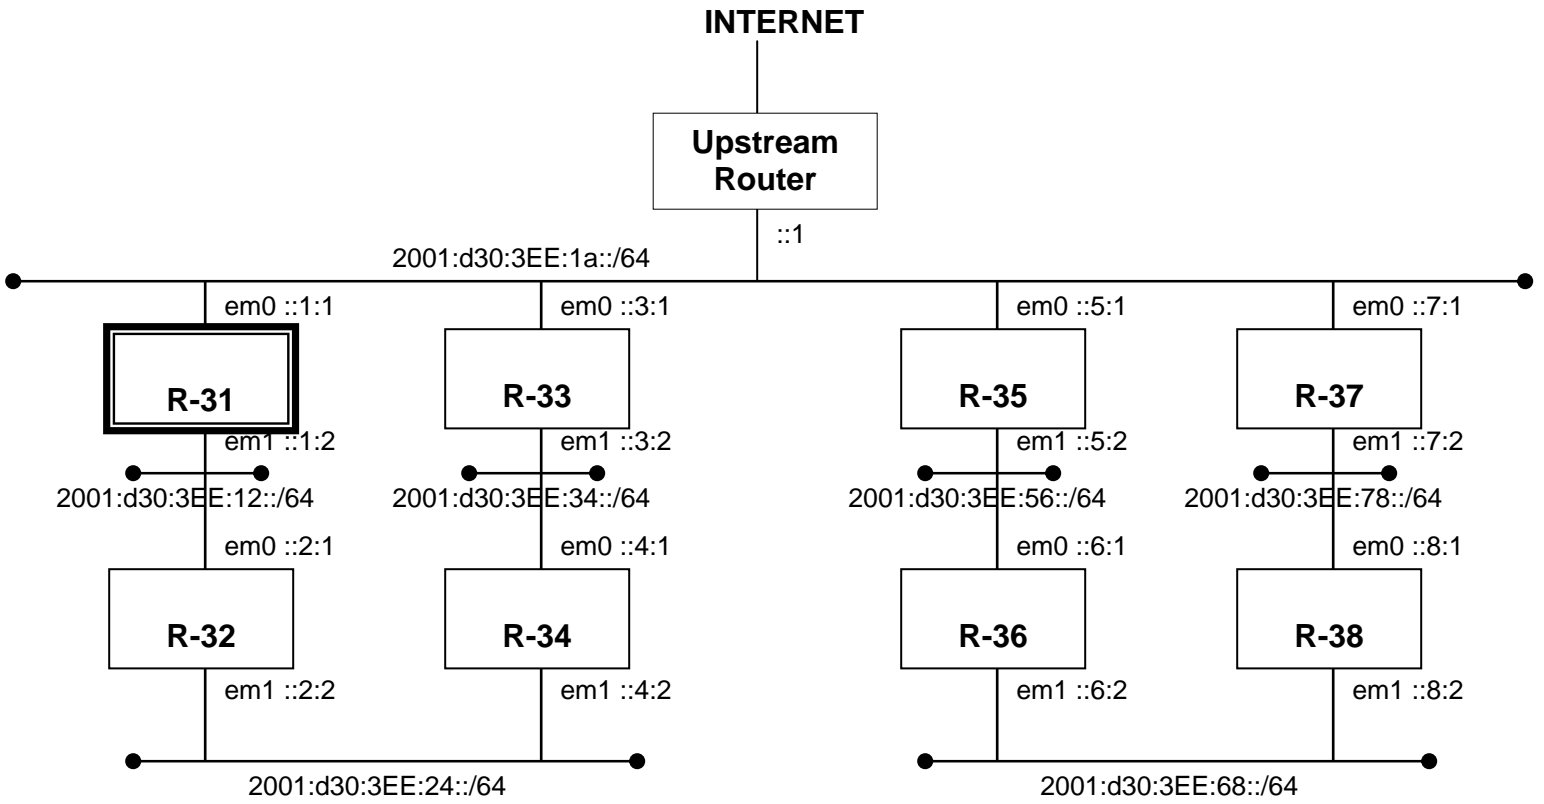 INTERNET
Upstream
Router
::1
2001:d30:3EE:1a::/64
em0 ::1:1
em0 ::3:1
em0 ::5:1
em0 ::7:1
R-31
R-33
R-35
R-37
em1 ::1:2
em1 ::3:2
em1 ::5:2
em1 ::7:2
2001:d30:3EE:12::/64
2001:d30:3EE:34::/64
2001:d30:3EE:56::/64
2001:d30:3EE:78::/64
em0 ::2:1
em0 ::4:1
em0 ::6:1
em0 ::8:1
R-32
R-34
R-36
R-38
em1 ::2:2
em1 ::4:2
em1 ::6:2
em1 ::8:2
2001:d30:3EE:24::/64
2001:d30:3EE:68::/64